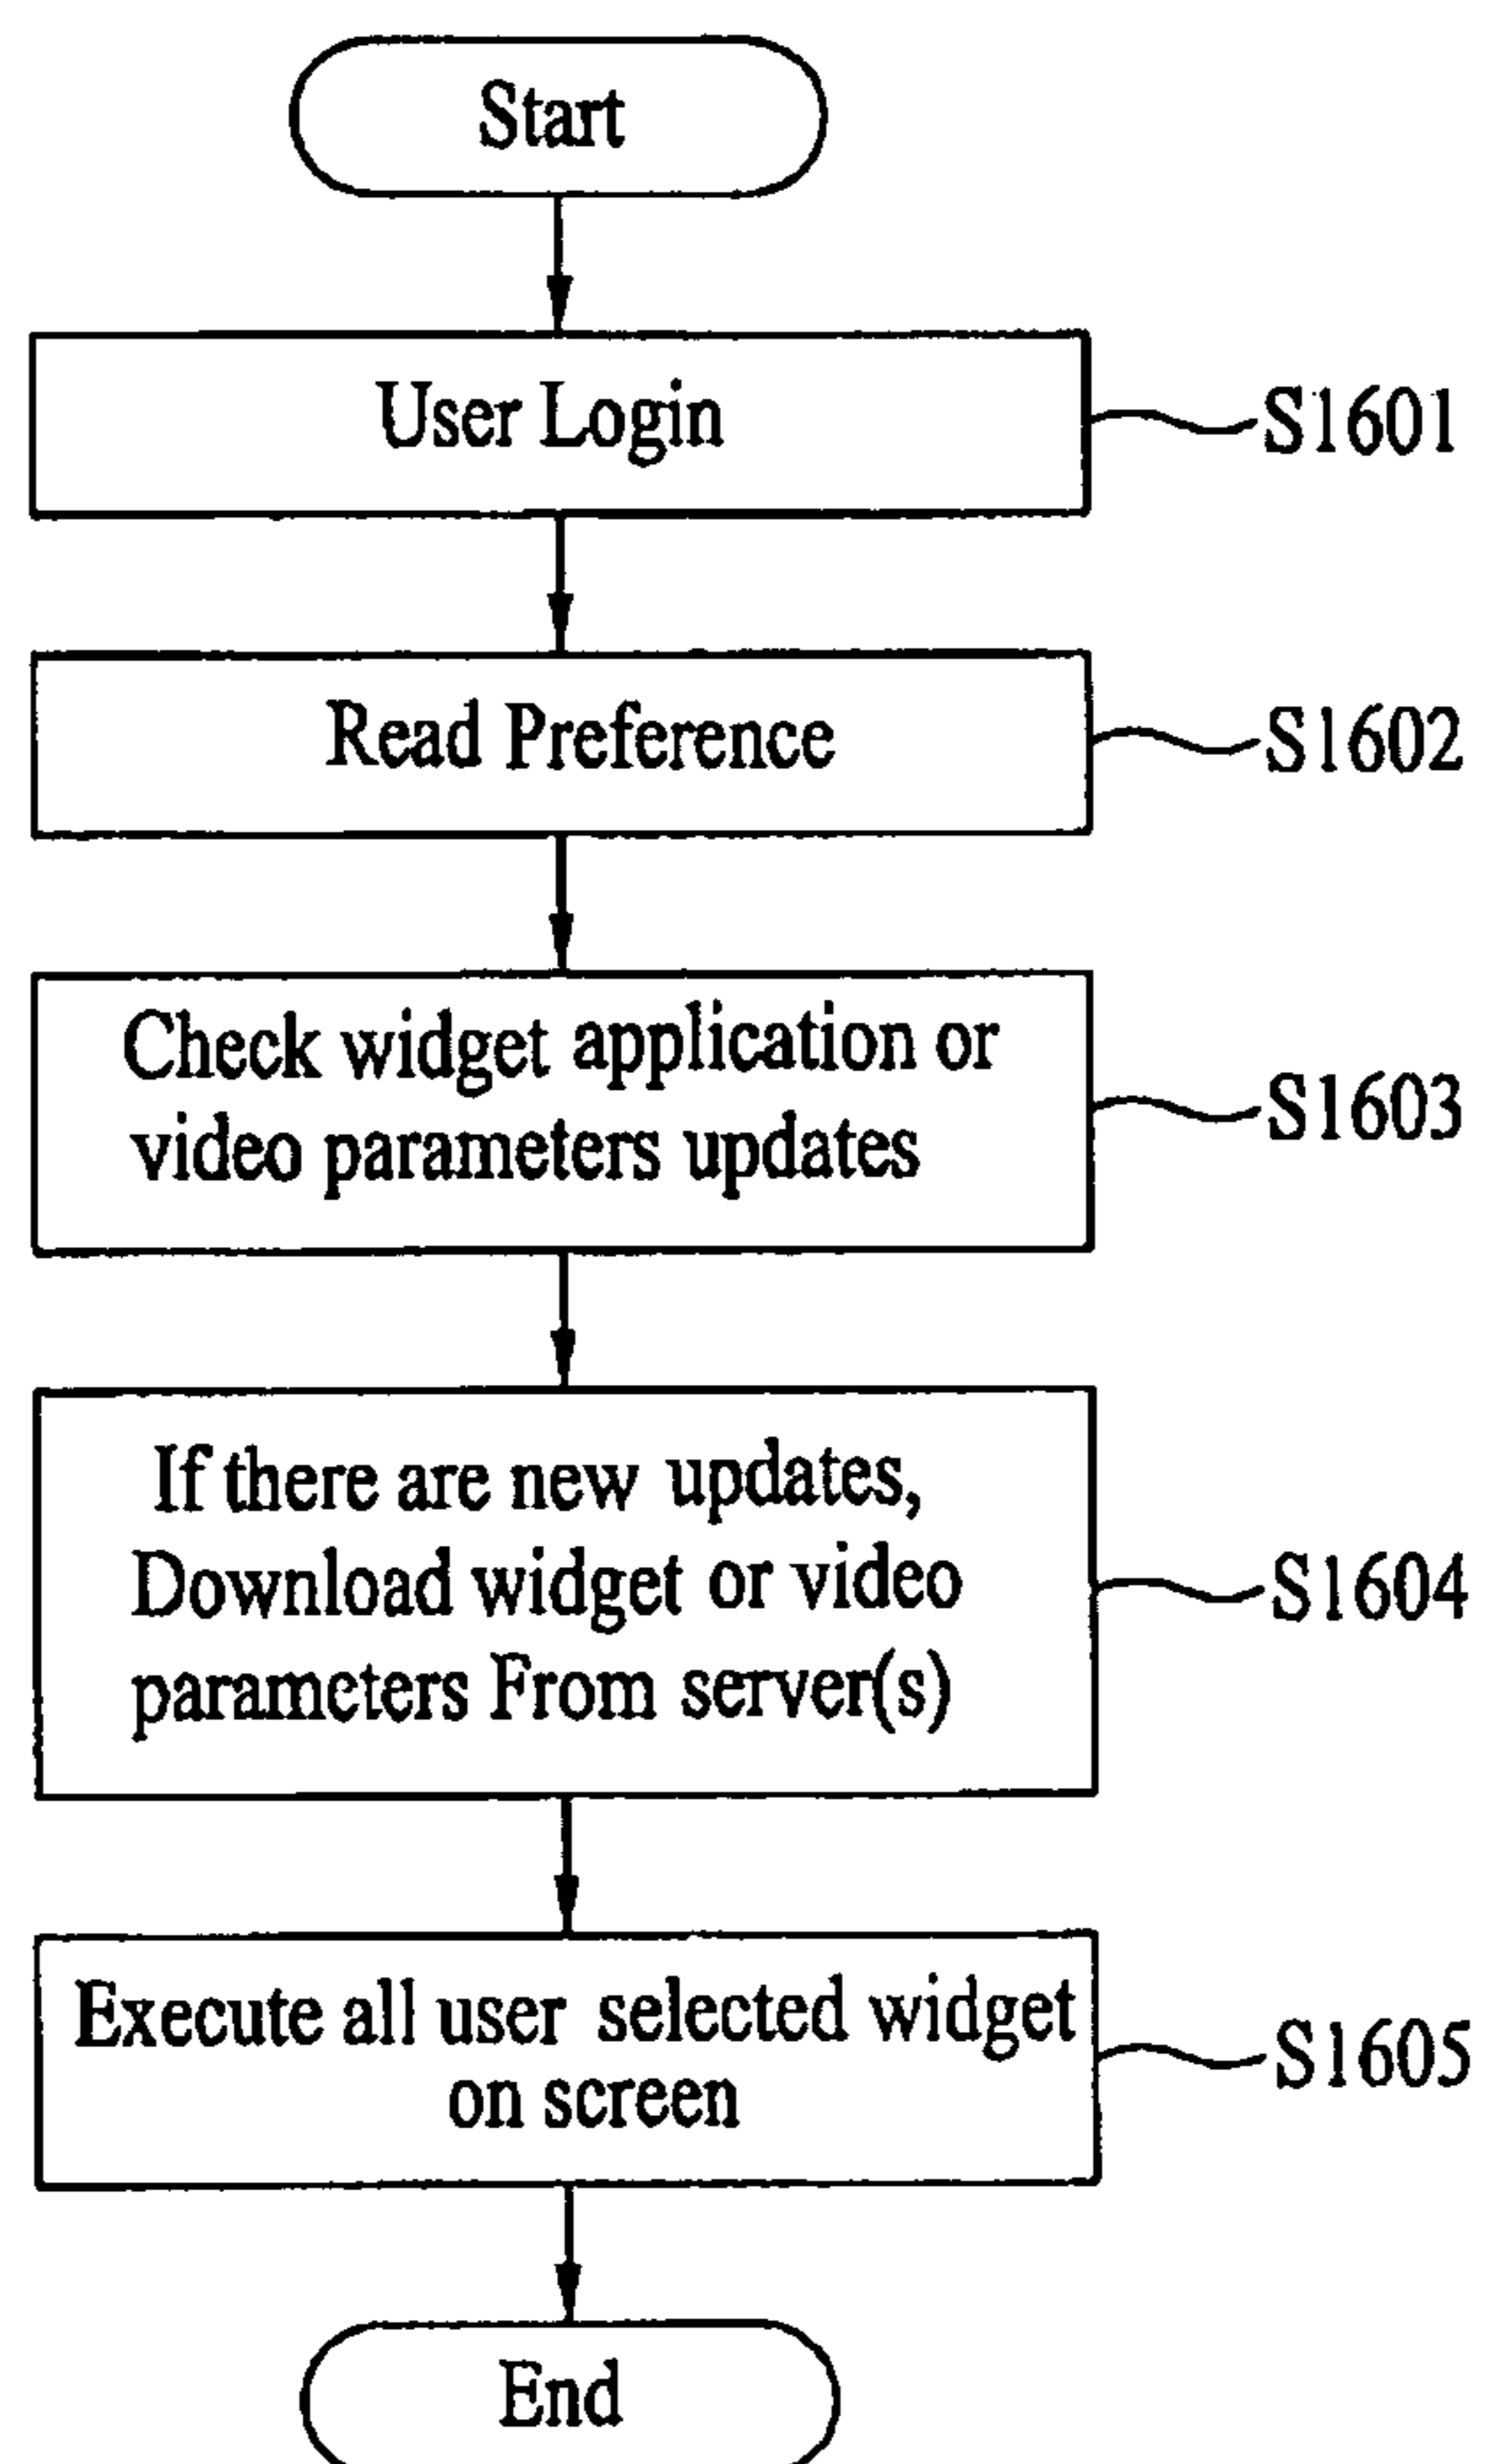 Start
User Login
S1601
Read Preference
S1602
Check widget application or
video parameters updates
S1603
If there are new updates,
Download widget or video
parameters From server(s)
S1604
Execute all user selected widget
on screen
S1605
End